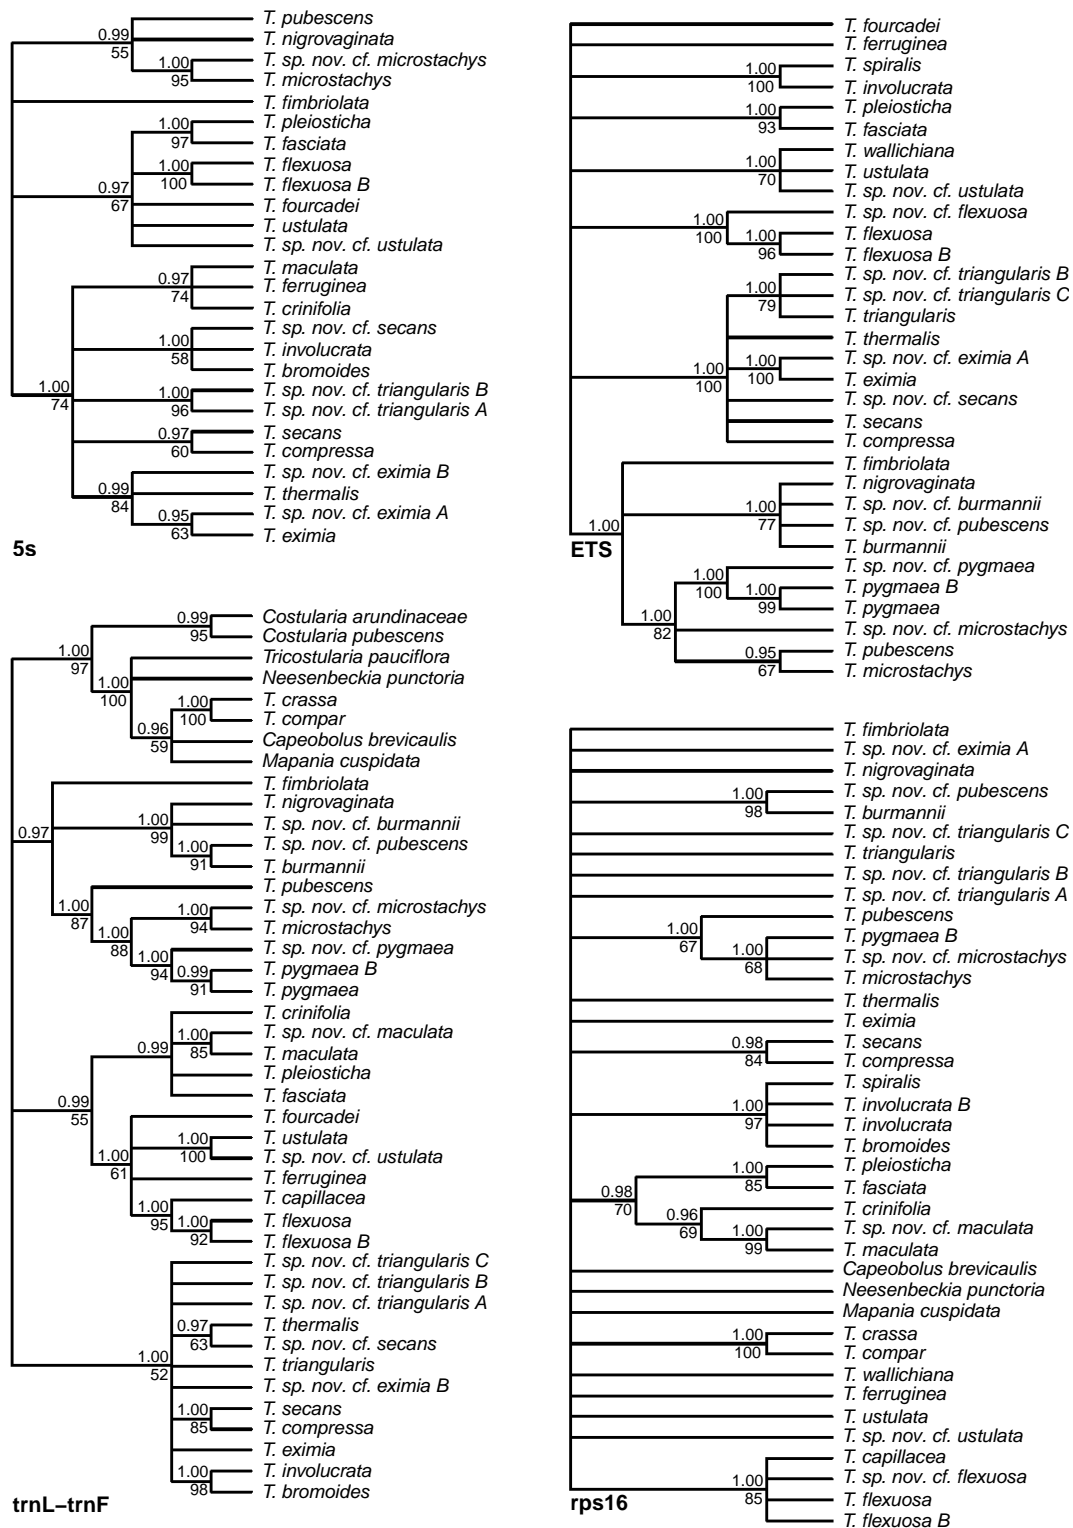 T. pubescens
0.99
T. nigrovaginata
55
T. sp. nov. cf. microstachys
1.00
95
T. microstachys
T. fimbriolata
T. pleiosticha
1.00
97
T. fasciata
T. flexuosa
1.00
100
T. flexuosa B
0.97
67
T. fourcadei
T. ustulata
T. sp. nov. cf. ustulata
T. maculata
0.97
T. ferruginea
74
T. crinifolia
T. sp. nov. cf. secans
1.00
T. involucrata
58
T. bromoides
1.00
74
T. sp. nov. cf. triangularis B
1.00
96
T. sp. nov. cf. triangularis A
T. secans
0.97
60
T. compressa
T. sp. nov. cf. eximia B
0.99
T. thermalis
84
T. sp. nov. cf. eximia A
0.95
63
T. eximia
5s
T. fourcadei
T. ferruginea
T. spiralis
1.00
100
T. involucrata
T. pleiosticha
1.00
93
T. fasciata
T. wallichiana
1.00
T. ustulata
70
T. sp. nov. cf. ustulata
T. sp. nov. cf. flexuosa
1.00
100
T. flexuosa
1.00
96
T. flexuosa B
T. sp. nov. cf. triangularis B
1.00
T. sp. nov. cf. triangularis C
79
T. triangularis
T. thermalis
T. sp. nov. cf. eximia A
1.00
100
T. eximia
1.00
100
T. sp. nov. cf. secans
T. secans
T. compressa
T. fimbriolata
T. nigrovaginata
T. sp. nov. cf. burmannii
1.00
77
T. sp. nov. cf. pubescens
T. burmannii
1.00
ETS
T. sp. nov. cf. pygmaea
1.00
100
T. pygmaea B
1.00
99
T. pygmaea
1.00
82
T. sp. nov. cf. microstachys
T. pubescens
0.95
67
T. microstachys
Costularia arundinaceae
0.99
95
Costularia pubescens
1.00
97
Tricostularia pauciflora
Neesenbeckia punctoria
1.00
100
T. crassa
1.00
100
T. compar
0.96
59
Capeobolus brevicaulis
Mapania cuspidata
T. fimbriolata
T. nigrovaginata
1.00
99
T. sp. nov. cf. burmannii
0.97
T. sp. nov. cf. pubescens
1.00
91
T. burmannii
T. pubescens
1.00
87
T. sp. nov. cf. microstachys
1.00
94
T. microstachys
1.00
88
T. sp. nov. cf. pygmaea
1.00
94
T. pygmaea B
0.99
91
T. pygmaea
T. crinifolia
T. sp. nov. cf. maculata
1.00
85
T. maculata
0.99
T. pleiosticha
T. fasciata
0.99
55
T. fourcadei
T. ustulata
1.00
100
T. sp. nov. cf. ustulata
1.00
61
T. ferruginea
T. capillacea
1.00
95
T. flexuosa
1.00
92
T. flexuosa B
T. sp. nov. cf. triangularis C
T. sp. nov. cf. triangularis B
T. sp. nov. cf. triangularis A
T. thermalis
0.97
63
T. sp. nov. cf. secans
1.00
52
T. triangularis
T. sp. nov. cf. eximia B
T. secans
1.00
85
T. compressa
T. eximia
T. involucrata
1.00
98
T. bromoides
trnL–trnF
T. fimbriolata
T. sp. nov. cf. eximia A
T. nigrovaginata
T. sp. nov. cf. pubescens
1.00
98
T. burmannii
T. sp. nov. cf. triangularis C
T. triangularis
T. sp. nov. cf. triangularis B
T. sp. nov. cf. triangularis A
T. pubescens
1.00
67
T. pygmaea B
1.00
68
T. sp. nov. cf. microstachys
T. microstachys
T. thermalis
T. eximia
T. secans
0.98
84
T. compressa
T. spiralis
T. involucrata B
1.00
97
T. involucrata
T. bromoides
T. pleiosticha
1.00
85
T. fasciata
0.98
70
T. crinifolia
0.96
69
T. sp. nov. cf. maculata
1.00
99
T. maculata
Capeobolus brevicaulis
Neesenbeckia punctoria
Mapania cuspidata
T. crassa
1.00
100
T. compar
T. wallichiana
T. ferruginea
T. ustulata
T. sp. nov. cf. ustulata
T. capillacea
1.00
85
T. sp. nov. cf. flexuosa
T. flexuosa
T. flexuosa B
rps16